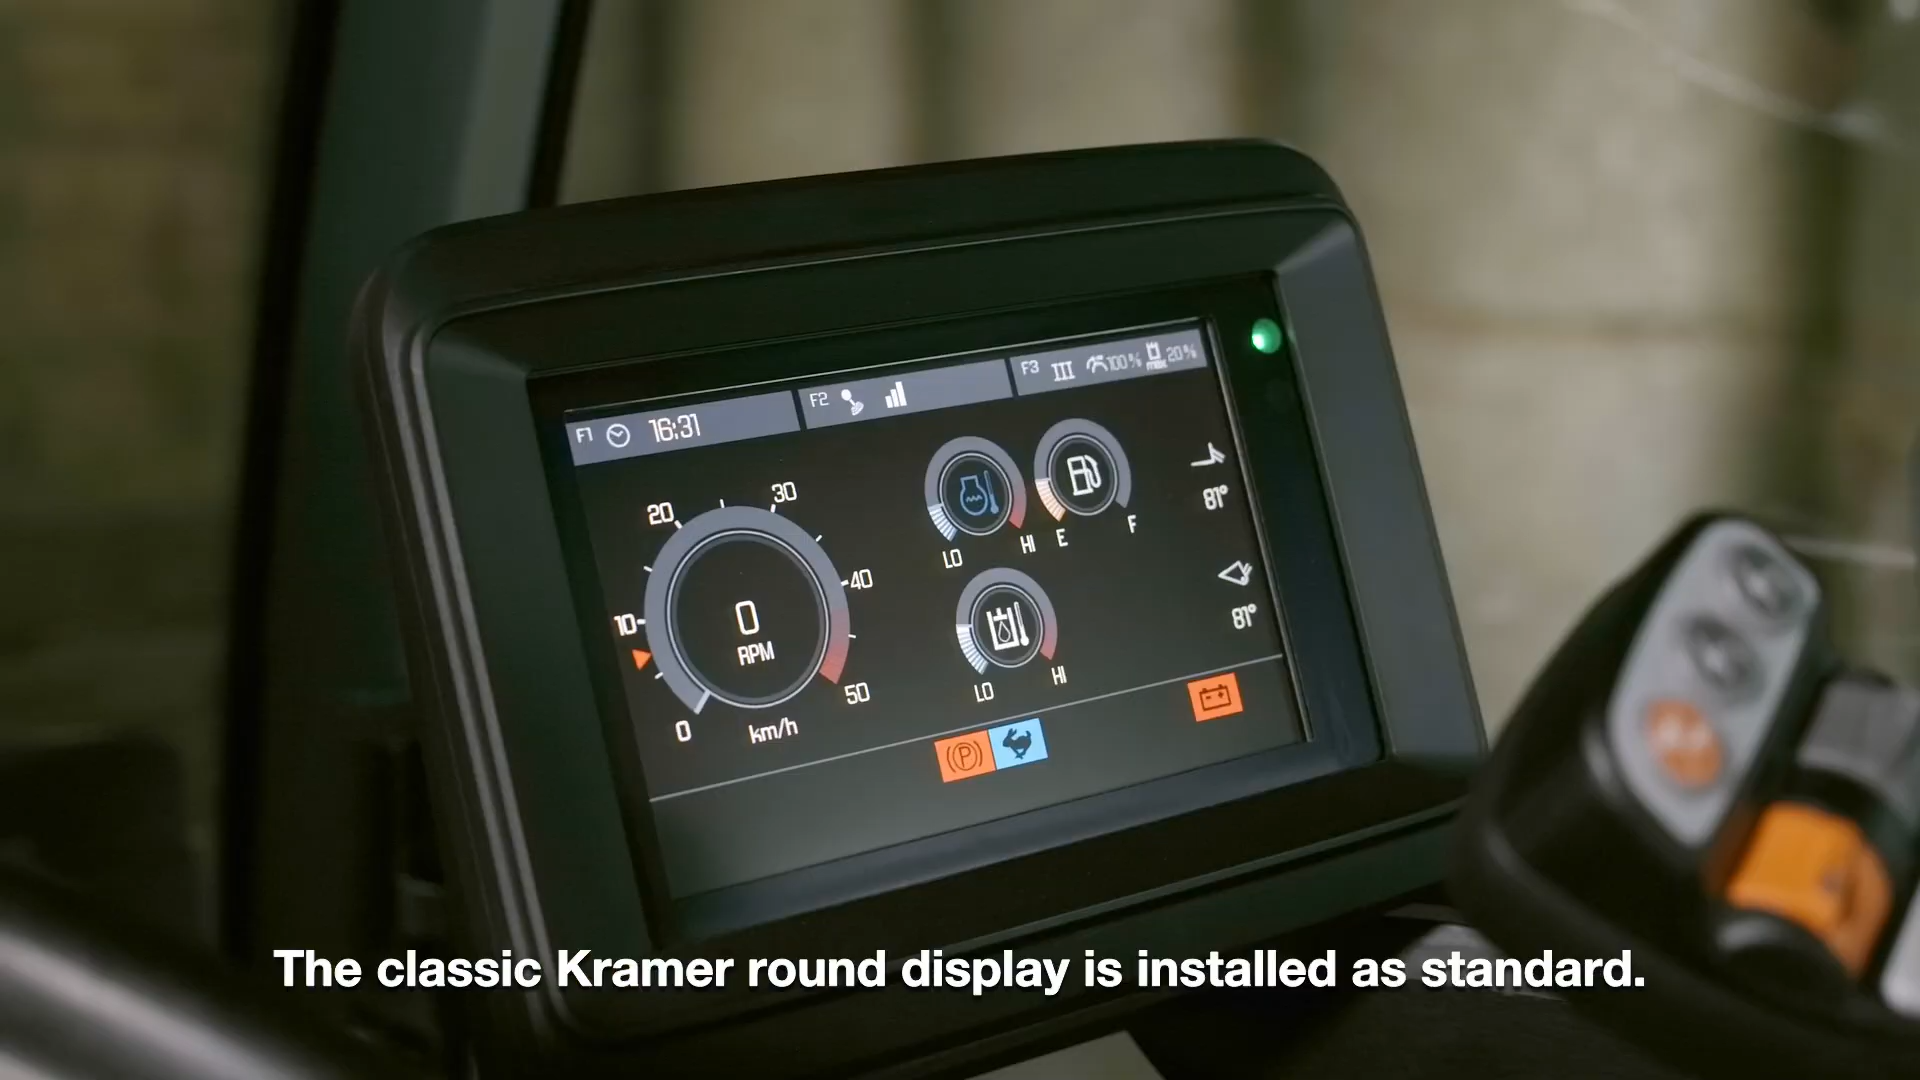 F1 16:31
F2
F3 III 100% max 20%
20
30
10
40
0
RPM
0
50
km/h
LO
HI
E
F
81°
LO
HI
81°
P
The classic Kramer round display is installed as standard.